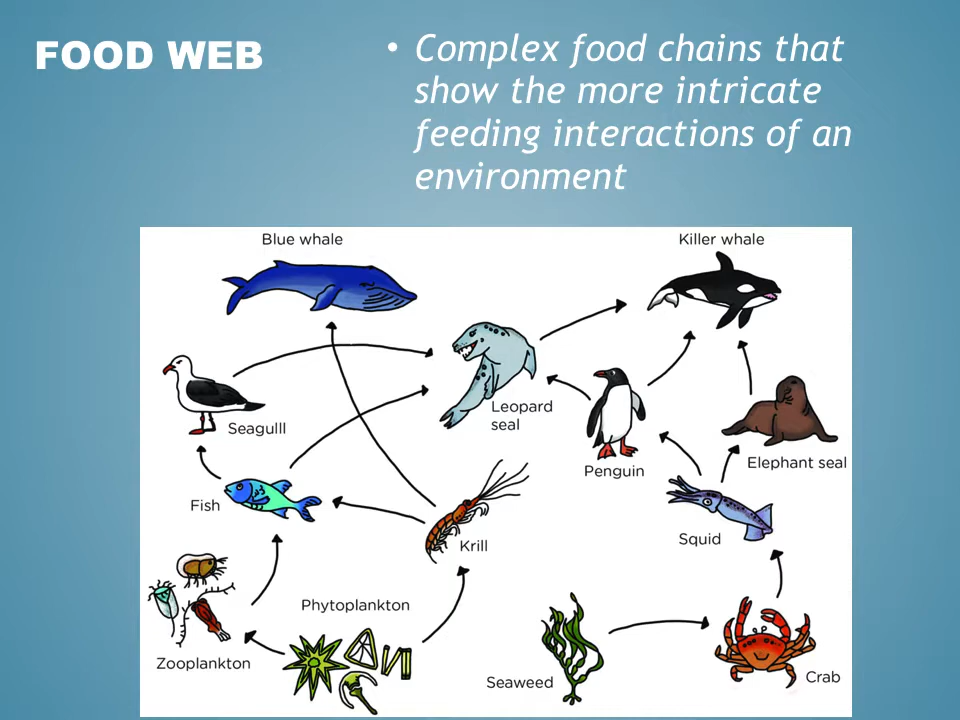 FOOD WEB
• Complex food chains that
show the more intricate
feeding interactions of an
environment
Blue whale
Killer whale
Leopard
seal
Seagulll
Penguin
Elephant seal
Fish
Krill
Squid
Phytoplankton
Zooplankton
Seaweed
Crab